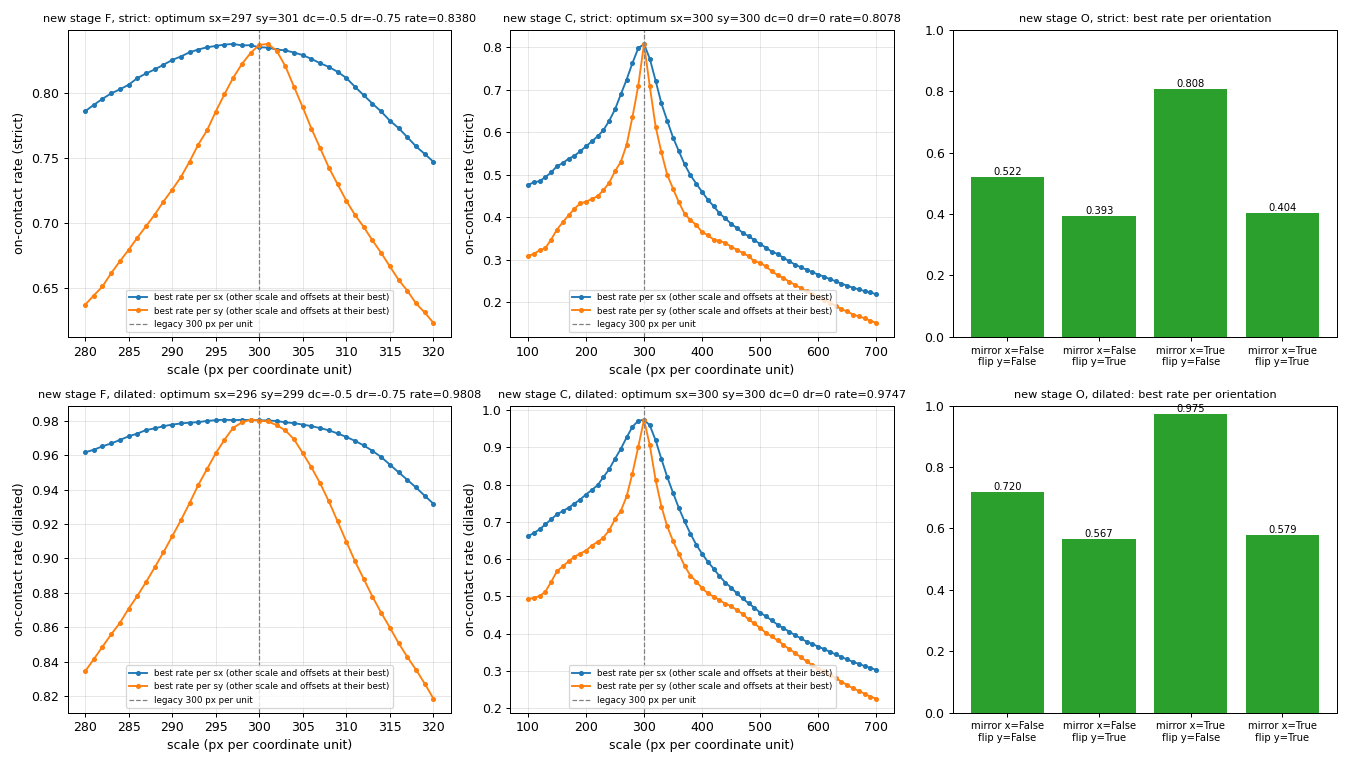 new stage F, strict: optimum sx=297 sy=301 dc=-0.5 dr=-0.75 rate=0.8380
on-contact rate (strict)
0.80
0.75
0.70
0.65
best rate per sx (other scale and offsets at their best)
best rate per sy (other scale and offsets at their best)
legacy 300 px per unit
280 285 290 295 300 305 310 315 320
scale (px per coordinate unit)
new stage C, strict: optimum sx=300 sy=300 dc=0 dr=0 rate=0.8078
on-contact rate (strict)
0.8
0.7
0.6
0.5
0.4
0.3
0.2
best rate per sx (other scale and offsets at their best)
best rate per sy (other scale and offsets at their best)
legacy 300 px per unit
100 200 300 400 500 600 700
scale (px per coordinate unit)
new stage O, strict: best rate per orientation
1.0
0.8
0.6
0.4
0.2
0.0
0.522
0.393
0.808
0.404
mirror x=False
flip y=False
mirror x=False
flip y=True
mirror x=True
flip y=False
mirror x=True
flip y=True
new stage F, dilated: optimum sx=296 sy=299 dc=-0.5 dr=-0.75 rate=0.9808
on-contact rate (dilated)
0.98
0.96
0.94
0.92
0.90
0.88
0.86
0.84
0.82
best rate per sx (other scale and offsets at their best)
best rate per sy (other scale and offsets at their best)
legacy 300 px per unit
280 285 290 295 300 305 310 315 320
scale (px per coordinate unit)
new stage C, dilated: optimum sx=300 sy=300 dc=0 dr=0 rate=0.9747
on-contact rate (dilated)
1.0
0.9
0.8
0.7
0.6
0.5
0.4
0.3
0.2
best rate per sx (other scale and offsets at their best)
best rate per sy (other scale and offsets at their best)
legacy 300 px per unit
100 200 300 400 500 600 700
scale (px per coordinate unit)
new stage O, dilated: best rate per orientation
1.0
0.8
0.6
0.4
0.2
0.0
0.720
0.567
0.975
0.579
mirror x=False
flip y=False
mirror x=False
flip y=True
mirror x=True
flip y=False
mirror x=True
flip y=True